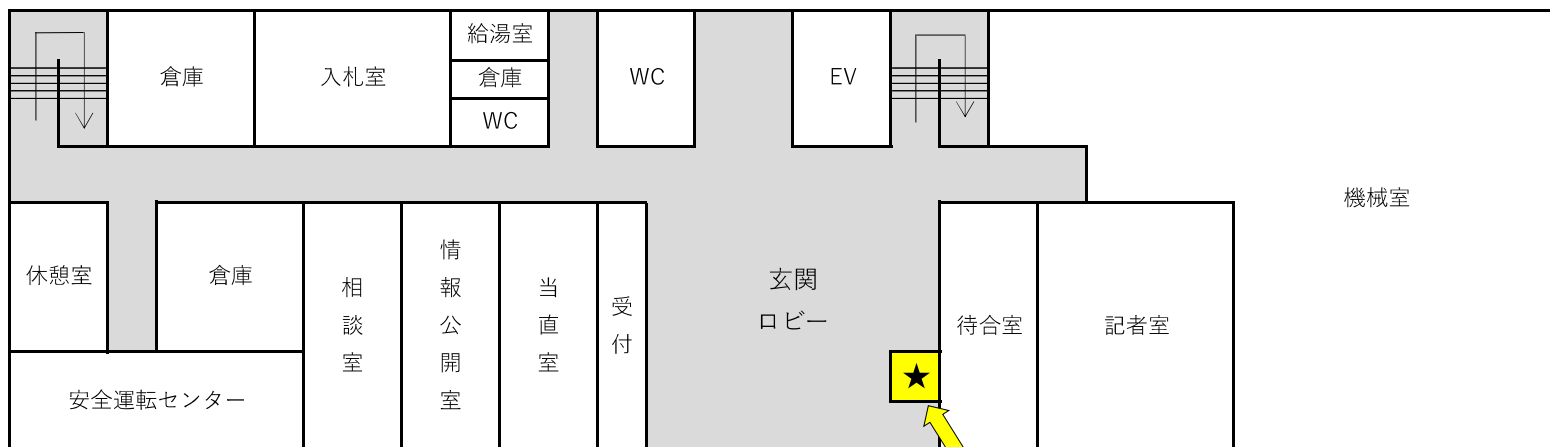 給湯室
倉庫
入札室
倉庫
WC
WC
EV
機械室
休憩室
倉庫
相談室
情報公開室
当直室
受付
玄関
ロビー
待合室
記者室
★
安全運転センター